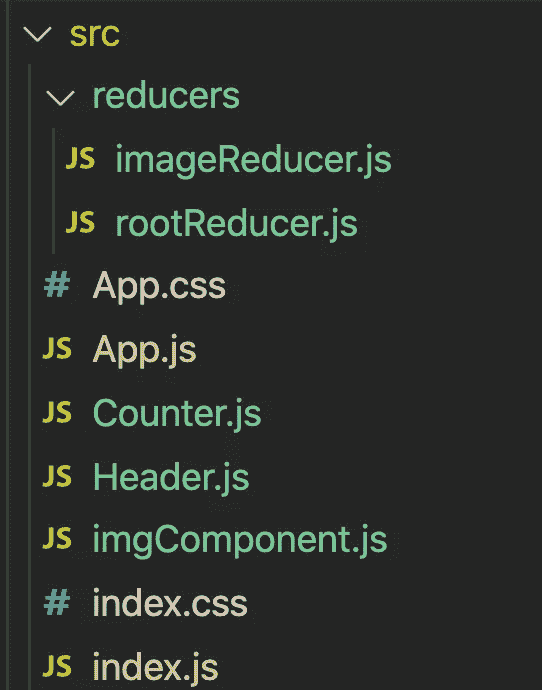 src
reducers
JS imageReducer.js
JS rootReducer.js
# App.css
JS App.js
JS Counter.js
JS Header.js
JS imgComponent.js
# index.css
JS index.js